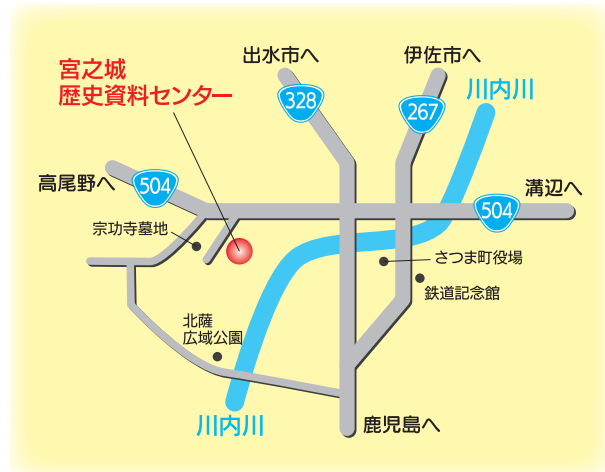 出水市へ
伊佐市へ
宮之城
歴史資料センター
328
267
川内川
高尾野へ
504
溝辺へ
504
宗功寺墓地
さつま町役場
鉄道記念館
北薩
広域公園
川内川
鹿児島へ